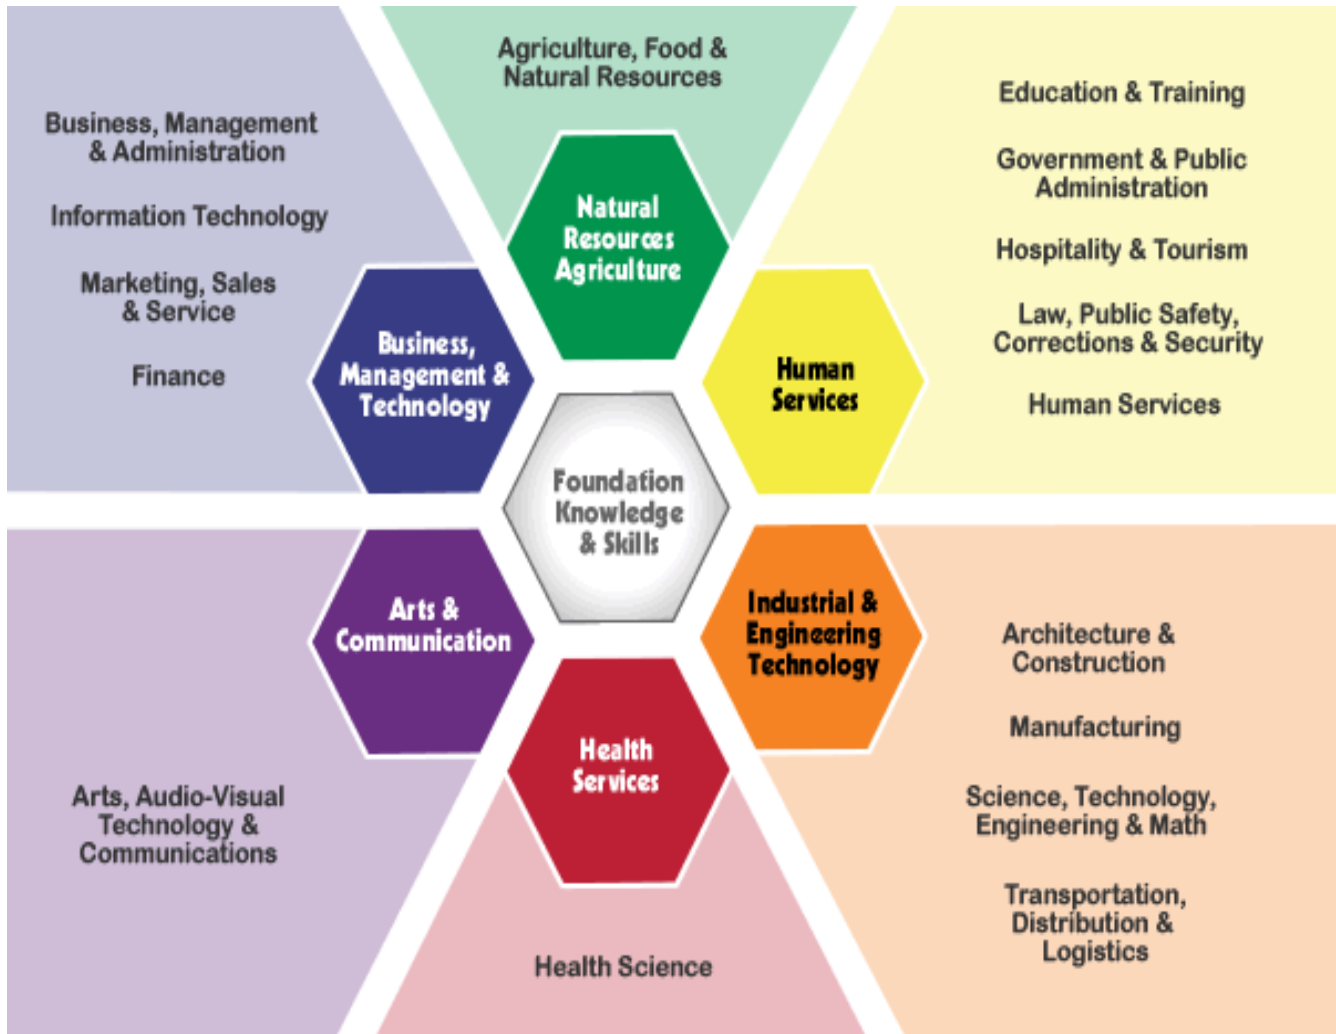 Agriculture, Food &
Natural Resources
Natural
Resources
Agriculture
Business, Management
& Administration
Information Technology
Marketing, Sales
& Service
Finance
Business,
Management &
Technology
Education & Training
Government & Public
Administration
Hospitality & Tourism
Law, Public Safety,
Corrections & Security
Human Services
Human
Services
Foundation
Knowledge
& Skills
Arts &
Communication
Arts, Audio-Visual
Technology &
Communications
Industrial &
Engineering
Technology
Architecture &
Construction
Manufacturing
Science, Technology,
Engineering & Math
Transportation,
Distribution &
Logistics
Health
Services
Health Science